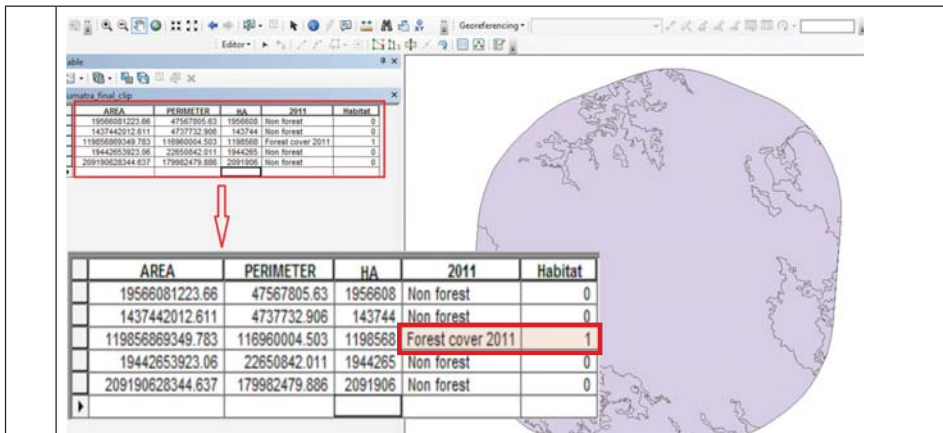 Georeferencing
Editor
able
umatra_final_clip
AREA PERIMETER HA 2011 Habitat
19566081223.66 47567805.63 1956608 Non forest 0
1437442012.611 4737732.906 143744 Non forest 0
119856869349.783 116960004.503 1198568 Forest cover 2011 1
19442653923.06 22650842.011 1944265 Non forest 0
209190628344.637 179982479.886 2091906 Non forest 0
AREA PERIMETER HA 2011 Habitat
19566081223.66 47567805.63 1956608 Non forest 0
1437442012.611 4737732.906 143744 Non forest 0
119856869349.783 116960004.503 1198568 Forest cover 2011 1
19442653923.06 22650842.011 1944265 Non forest 0
209190628344.637 179982479.886 2091906 Non forest 0